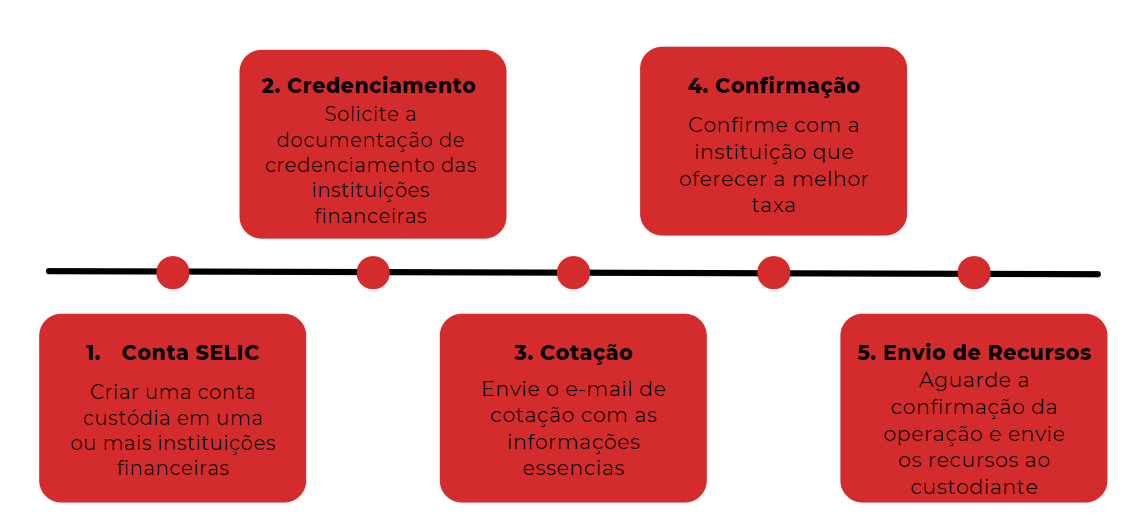 1. Conta SELIC
Criar uma conta
custódia em uma
ou mais instituições
financeiras
2. Credenciamento
Solicite a
documentação de
credenciamento das
instituições
financeiras
3. Cotação
Envie o e-mail de
cotação com as
informações
essencias
4. Confirmação
Confirme com a
instituição que
oferecer a melhor
taxa
5. Envio de Recursos
Aguarde a
confirmação da
operação e envie
os recursos ao
custodiante